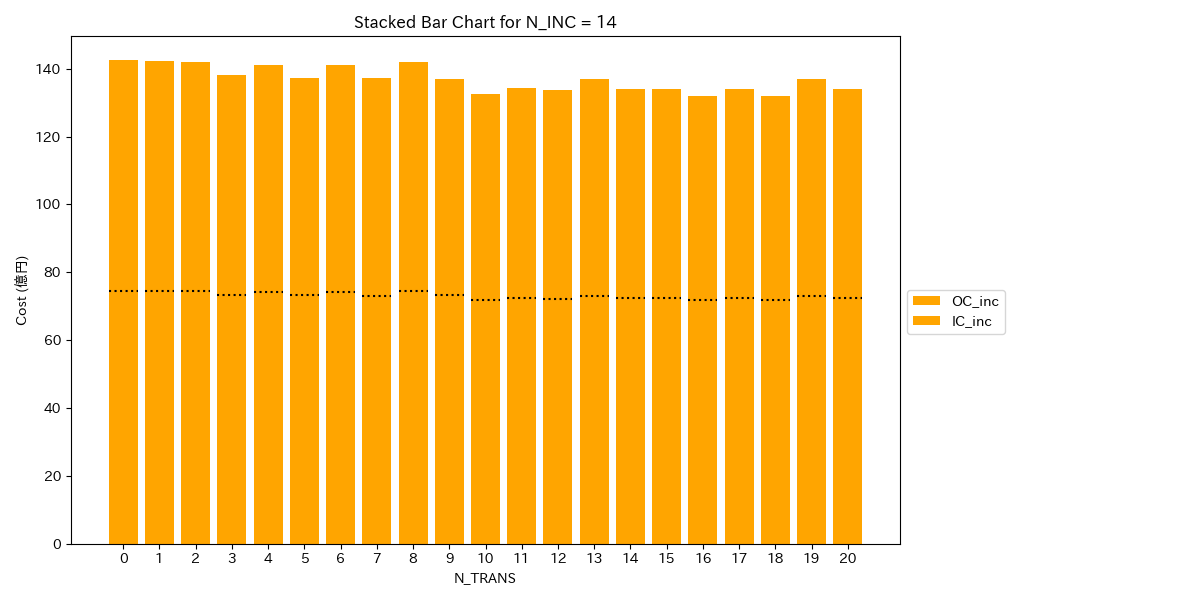 Stacked Bar Chart for N_INC = 14
Cost (億円)
140
120
100
80
60
40
20
0
0 1 2 3 4 5 6 7 8 9 10 11 12 13 14 15 16 17 18 19 20
N_TRANS
OC_inc
IC_inc